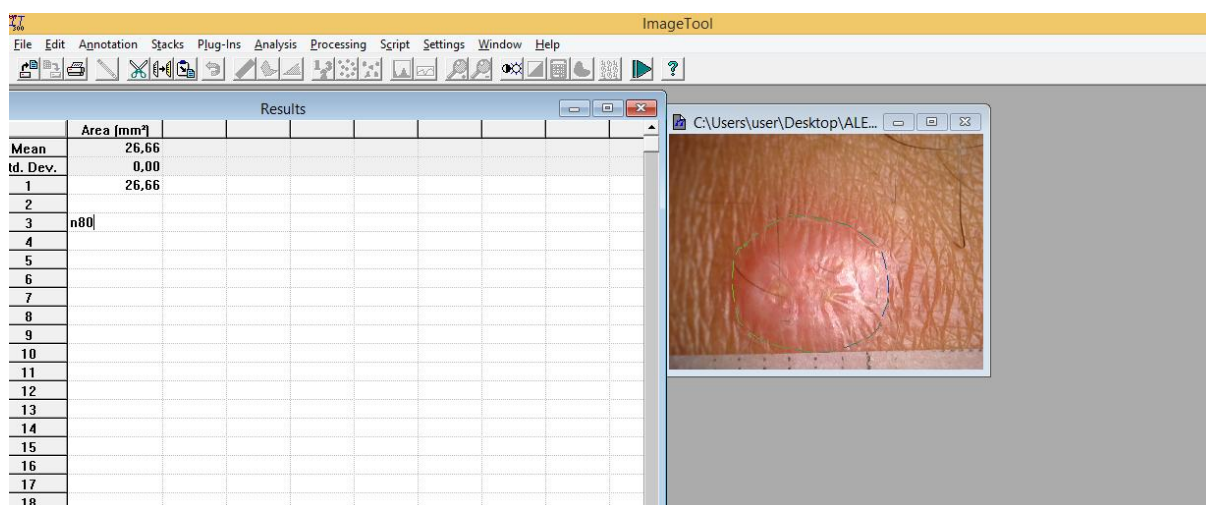 ImageTool
File Edit Annotation Stacks Plug-Ins Analysis Processing Script Settings Window Help
Results
Area (mm²)
Mean 26,66
td. Dev. 0,00
1 26,66
2
3 n80
4
5
6
7
8
9
10
11
12
13
14
15
16
17
18
C:\Users\user\Desktop\ALE...